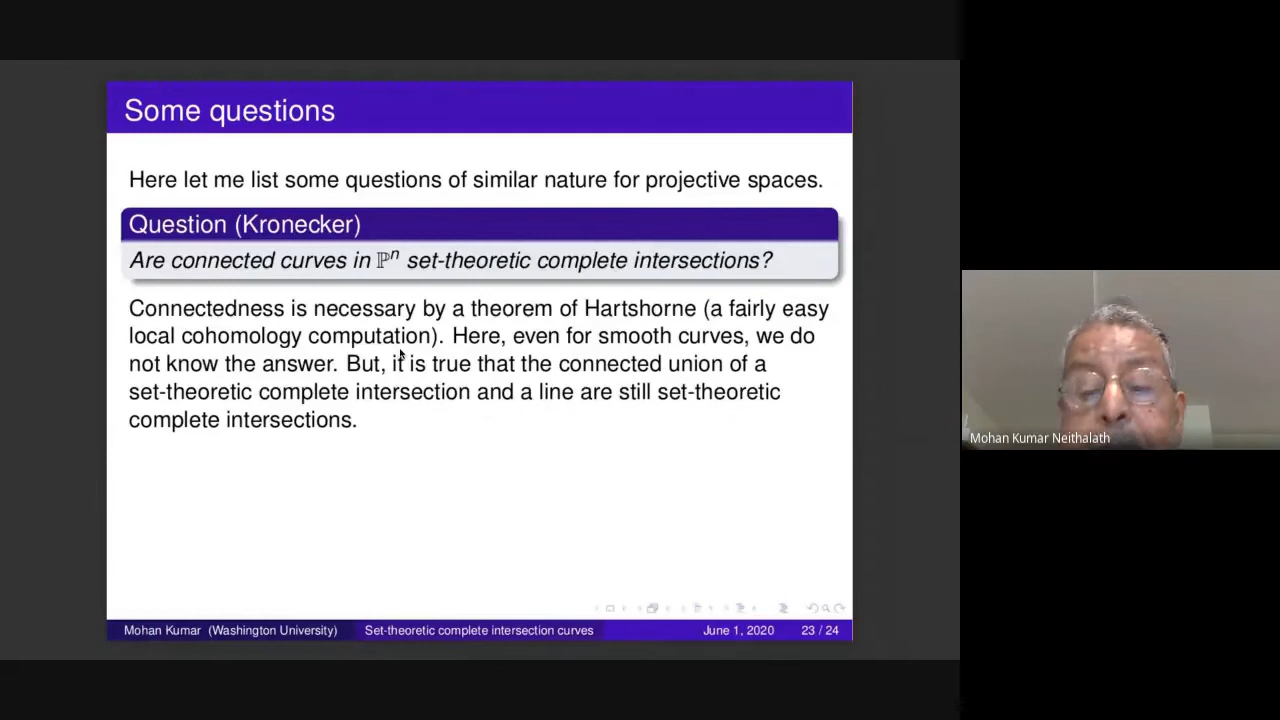 Some questions
Here let me list some questions of similar nature for projective spaces.
Question (Kronecker)
Are connected curves in ℙⁿ set-theoretic complete intersections?
Connectedness is necessary by a theorem of Hartshorne (a fairly easy
local cohomology computation). Here, even for smooth curves, we do
not know the answer. But, it is true that the connected union of a
set-theoretic complete intersection and a line are still set-theoretic
complete intersections.
Mohan Kumar (Washington University) Set-theoretic complete intersection curves June 1, 2020 23 / 24
Mohan Kumar Neithalath